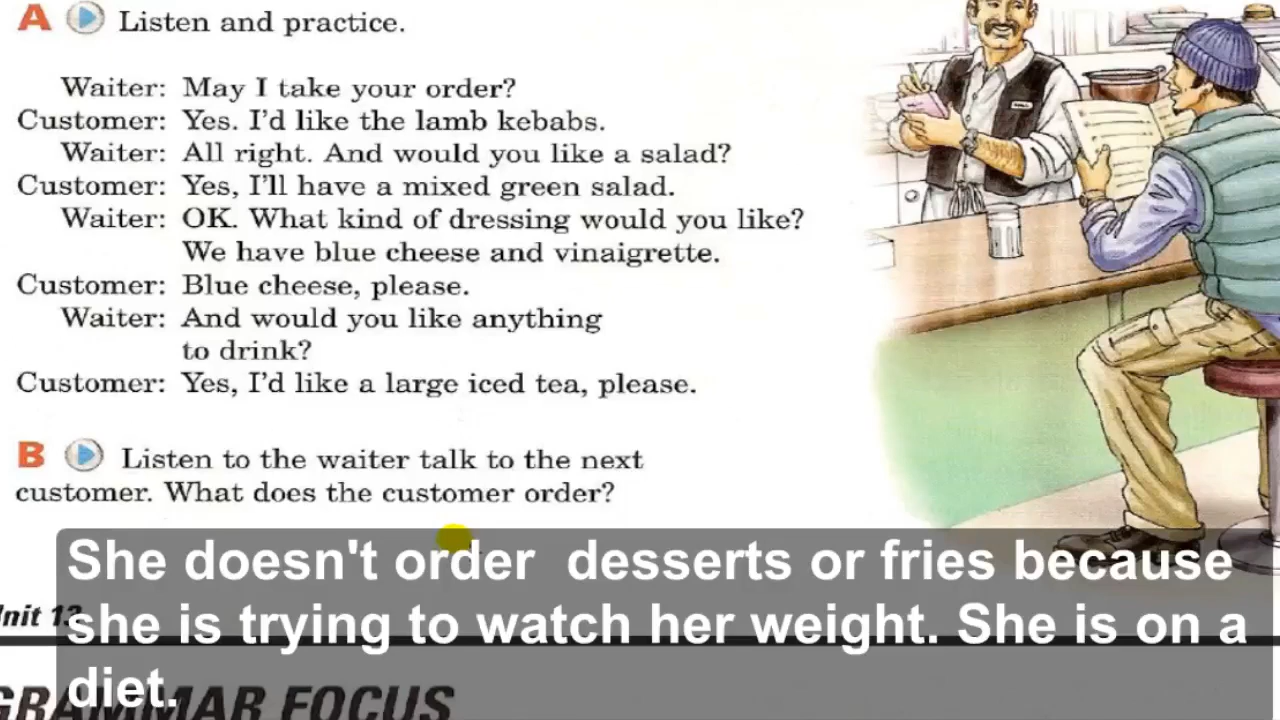 A Listen and practice.
Waiter: May I take your order?
Customer: Yes. I'd like the lamb kebabs.
Waiter: All right. And would you like a salad?
Customer: Yes, I'll have a mixed green salad.
Waiter: OK. What kind of dressing would you like?
We have blue cheese and vinaigrette.
Customer: Blue cheese, please.
Waiter: And would you like anything
to drink?
Customer: Yes, I'd like a large iced tea, please.
B Listen to the waiter talk to the next
customer. What does the customer order?
She doesn't order desserts or fries because
she is trying to watch her weight. She is on a
diet.
Unit 13
GRAMMAR FOCUS